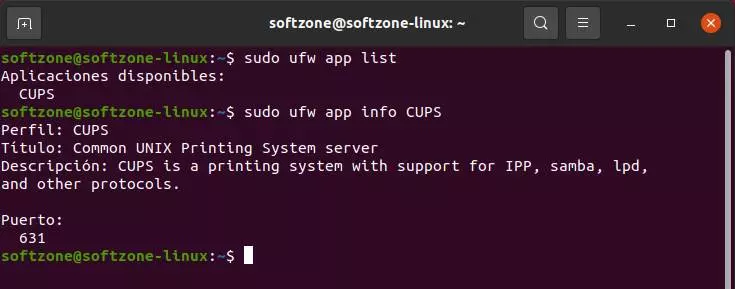 softzone@softzone-linux: ~
softzone@softzone-linux:~$ sudo ufw app list
Aplicaciones disponibles:
  CUPS
softzone@softzone-linux:~$ sudo ufw app info CUPS
Perfil: CUPS
Título: Common UNIX Printing System server
Descripción: CUPS is a printing system with support for IPP, samba, lpd,
and other protocols.

Puerto:
  631
softzone@softzone-linux:~$